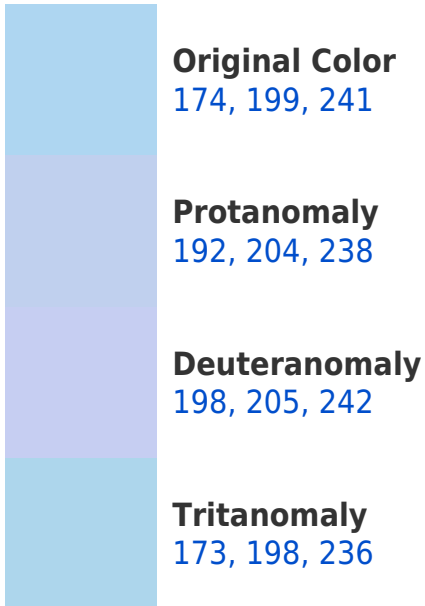 Original Color
174, 199, 241
Protanomaly
192, 204, 238
Deuteranomaly
198, 205, 242
Tritanomaly
173, 198, 236